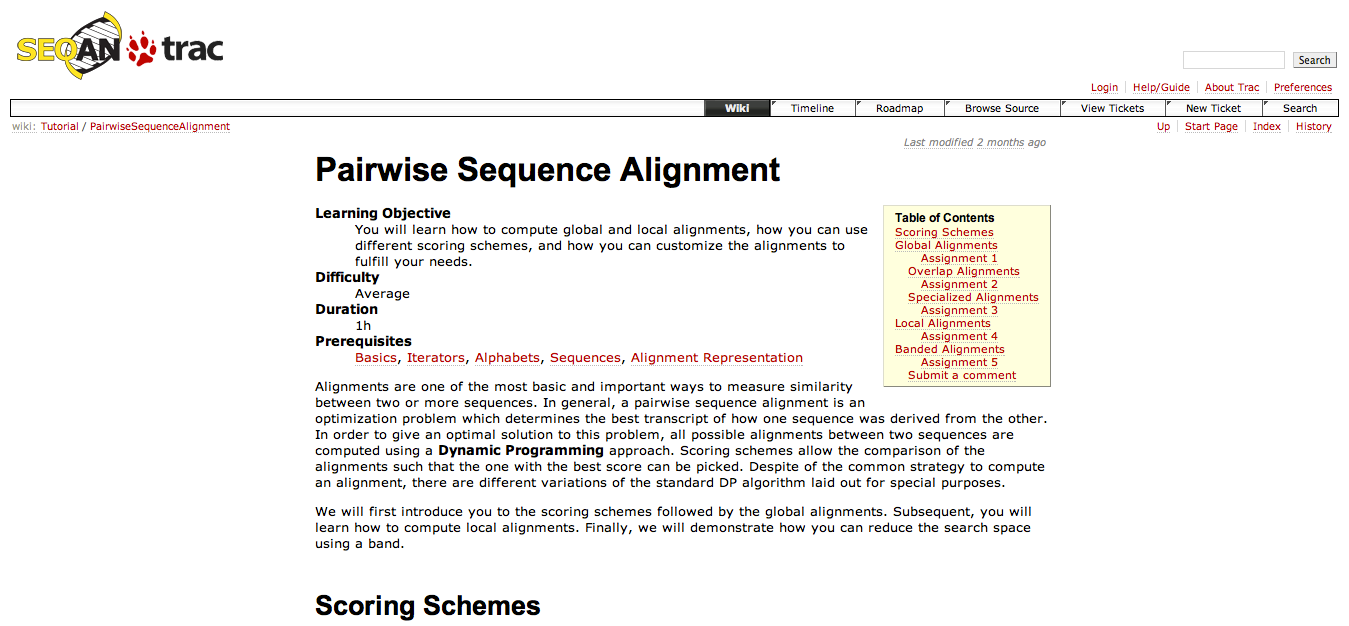 SEQAN trac
Search
Login Help/Guide About Trac Preferences
Wiki Timeline Roadmap Browse Source View Tickets New Ticket Search
wiki: Tutorial / PairwiseSequenceAlignment
Up Start Page Index History
Last modified 2 months ago
Pairwise Sequence Alignment
Learning Objective
You will learn how to compute global and local alignments, how you can use
different scoring schemes, and how you can customize the alignments to
fulfill your needs.
Difficulty
Average
Duration
1h
Prerequisites
Basics, Iterators, Alphabets, Sequences, Alignment Representation
Table of Contents
Scoring Schemes
Global Alignments
Assignment 1
Overlap Alignments
Assignment 2
Specialized Alignments
Assignment 3
Local Alignments
Assignment 4
Banded Alignments
Assignment 5
Submit a comment
Alignments are one of the most basic and important ways to measure similarity
between two or more sequences. In general, a pairwise sequence alignment is an
optimization problem which determines the best transcript of how one sequence was derived from the other.
In order to give an optimal solution to this problem, all possible alignments between two sequences are
computed using a Dynamic Programming approach. Scoring schemes allow the comparison of the
alignments such that the one with the best score can be picked. Despite of the common strategy to compute
an alignment, there are different variations of the standard DP algorithm laid out for special purposes.
We will first introduce you to the scoring schemes followed by the global alignments. Subsequent, you will
learn how to compute local alignments. Finally, we will demonstrate how you can reduce the search space
using a band.
Scoring Schemes